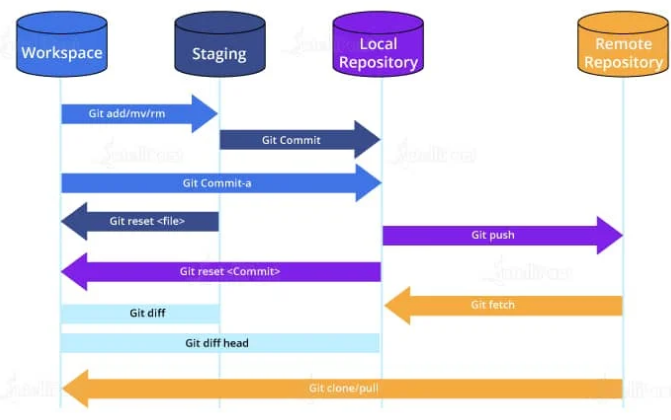 Workspace
Staging
Local
Repository
Remote
Repository
Git add/mv/rm
Git Commit
Git Commit-a
Git reset <file>
Git push
Git reset <Commit>
Git fetch
Git diff
Git diff head
Git clone/pull